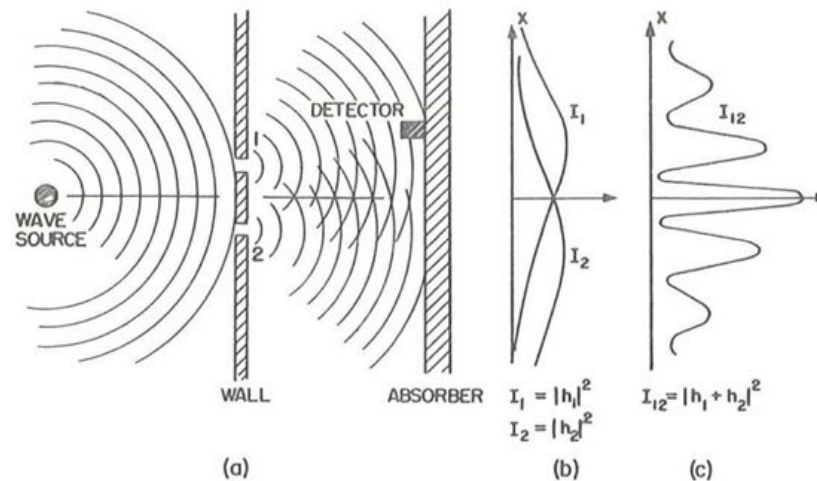 DETECTOR
1
2
WAVE
SOURCE
WALL
ABSORBER
(a)
X
I₁
I₂
I₁ = |h₁|²
I₂ = |h₂|²
(b)
X
I₁₂
I₁₂ = |h₁ + h₂|²
(c)